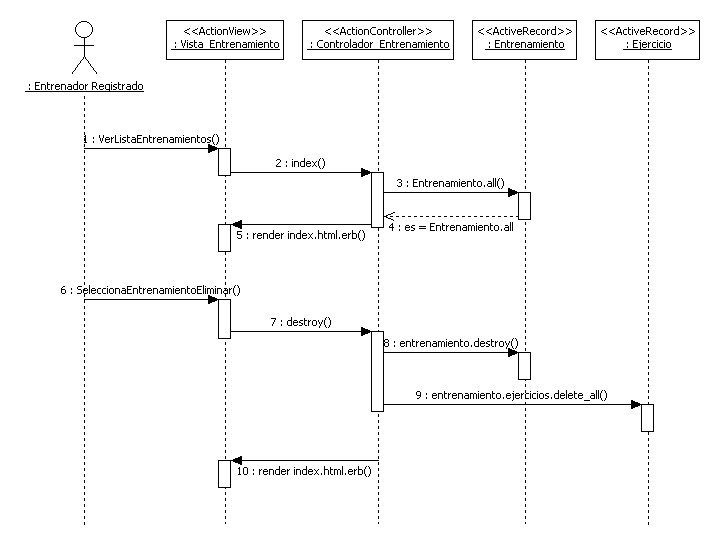 <<ActionView>>
: Vista_Entrenamiento
<<ActionController>>
: Controlador_Entrenamiento
<<ActiveRecord>>
: Entrenamiento
<<ActiveRecord>>
: Ejercicio
: Entrenador Registrado
1 : VerListaEntrenamientos()
2 : index()
3 : Entrenamiento.all()
4 : es = Entrenamiento.all
5 : render index.html.erb()
6 : SeleccionaEntrenamientoEliminar()
7 : destroy()
8 : entrenamiento.destroy()
9 : entrenamiento.ejercicios.delete_all()
10 : render index.html.erb()